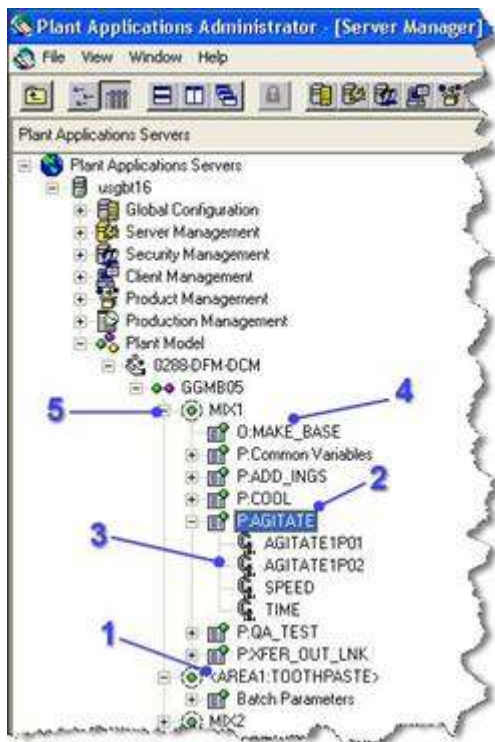 Plant Applications Administrator - [Server Manager]
File View Window Help
Plant Applications Servers
Plant Applications Servers
usgbt16
Global Configuration
Server Management
Security Management
Client Management
Product Management
Production Management
Plant Model
0288-DFM-DCM
GGMB05
5 MIX1
4
O:MAKE_BASE
P:Common Variables
P:ADD_INGS
P:COOL
2
P:AGITATE
3
AGITATE1P01
AGITATE1P02
SPEED
TIME
P:QA_TEST
1
P:XFER_OUT_LNK
<AREA1:TOOTHPASTE>
Batch Parameters
MIX2